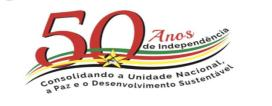 50 Anos
de Independência
Consolidando a Unidade Nacional,
a Paz e o Desenvolvimento Sustentável